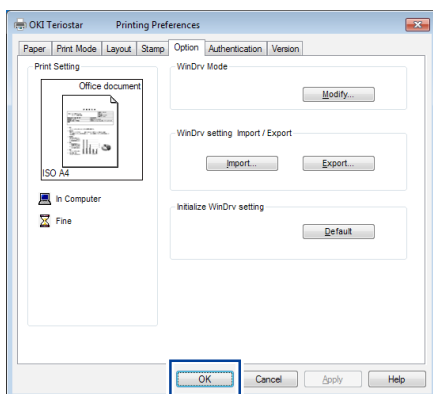 OKI Teriostar Printing Preferences
Paper Print Mode Layout Stamp Option Authentication Version
Print Setting
Office document
ISO A4
In Computer
Fine
WinDrv Mode
Modify...
WinDrv setting Import / Export
Import... Export...
Initialize WinDrv setting
Default
OK Cancel Apply Help